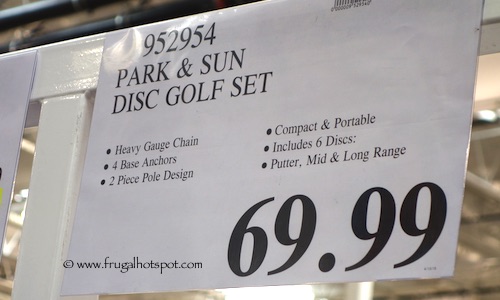 952954
PARK & SUN
DISC GOLF SET
• Heavy Gauge Chain
• 4 Base Anchors
• 2 Piece Pole Design
• Compact & Portable
• Includes 6 Discs:
• Putter, Mid & Long Range
69.99
© www.frugalhotspot.com